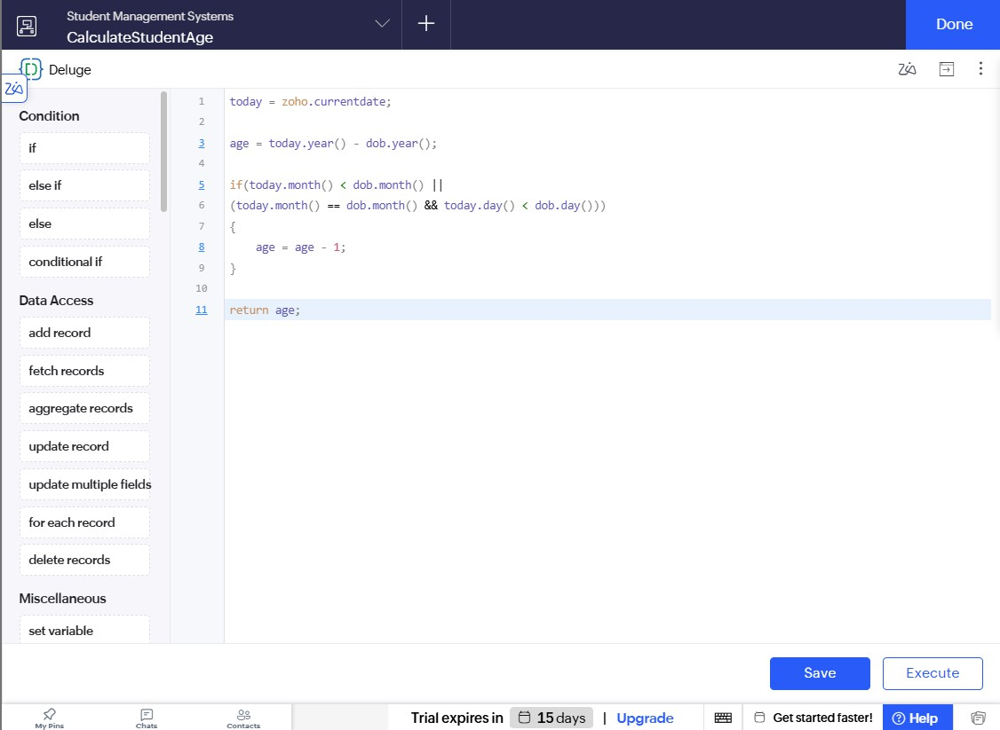 Student Management Systems
CalculateStudentAge
Done
Deluge
Condition
if
else if
else
conditional if
Data Access
add record
fetch records
aggregate records
update record
update multiple fields
for each record
delete records
Miscellaneous
set variable
1 today = zoho.currentdate;
2
3 age = today.year() - dob.year();
4
5 if(today.month() < dob.month() ||
6 (today.month() == dob.month() && today.day() < dob.day()))
7 {
8 age = age - 1;
9 }
10
11 return age;
Save
Execute
My Pins
Chats
Contacts
Trial expires in 15 days | Upgrade
Get started faster!
Help